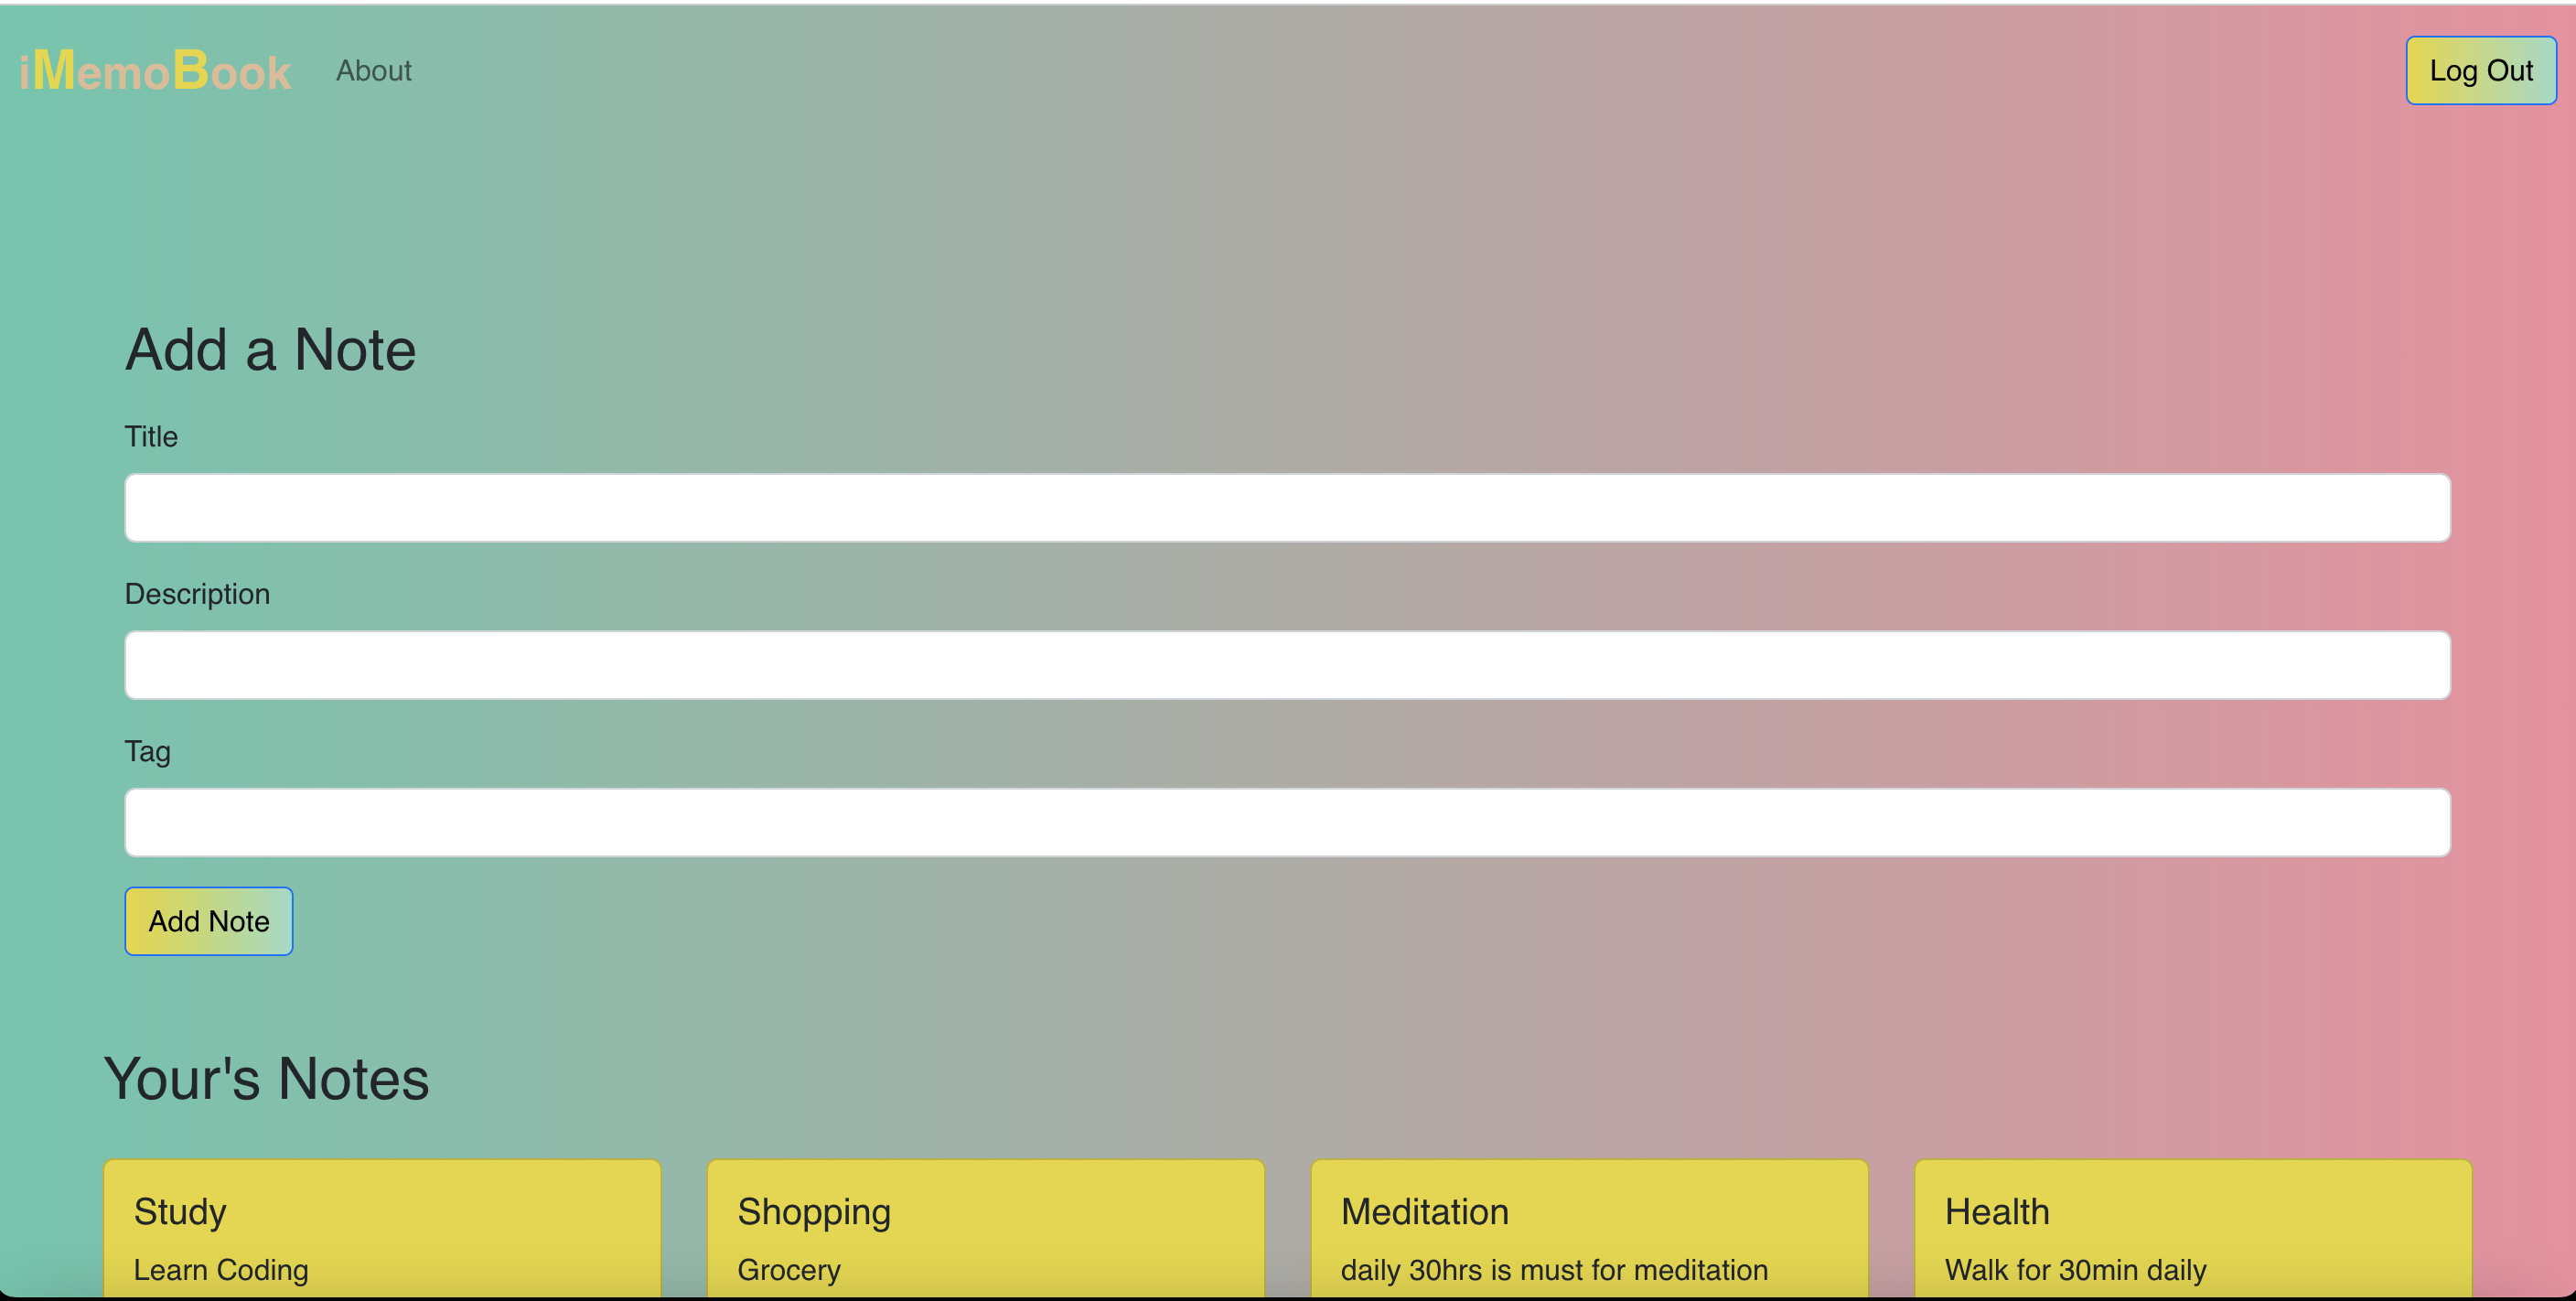 iMemoBook About Log Out
Add a Note
Title
Description
Tag
Add Note
Your's Notes
Study Shopping Meditation Health
Learn Coding Grocery daily 30hrs is must for meditation Walk for 30min daily